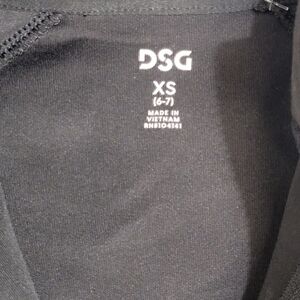 DSG
XS
(6-7)
MADE IN
VIETNAM